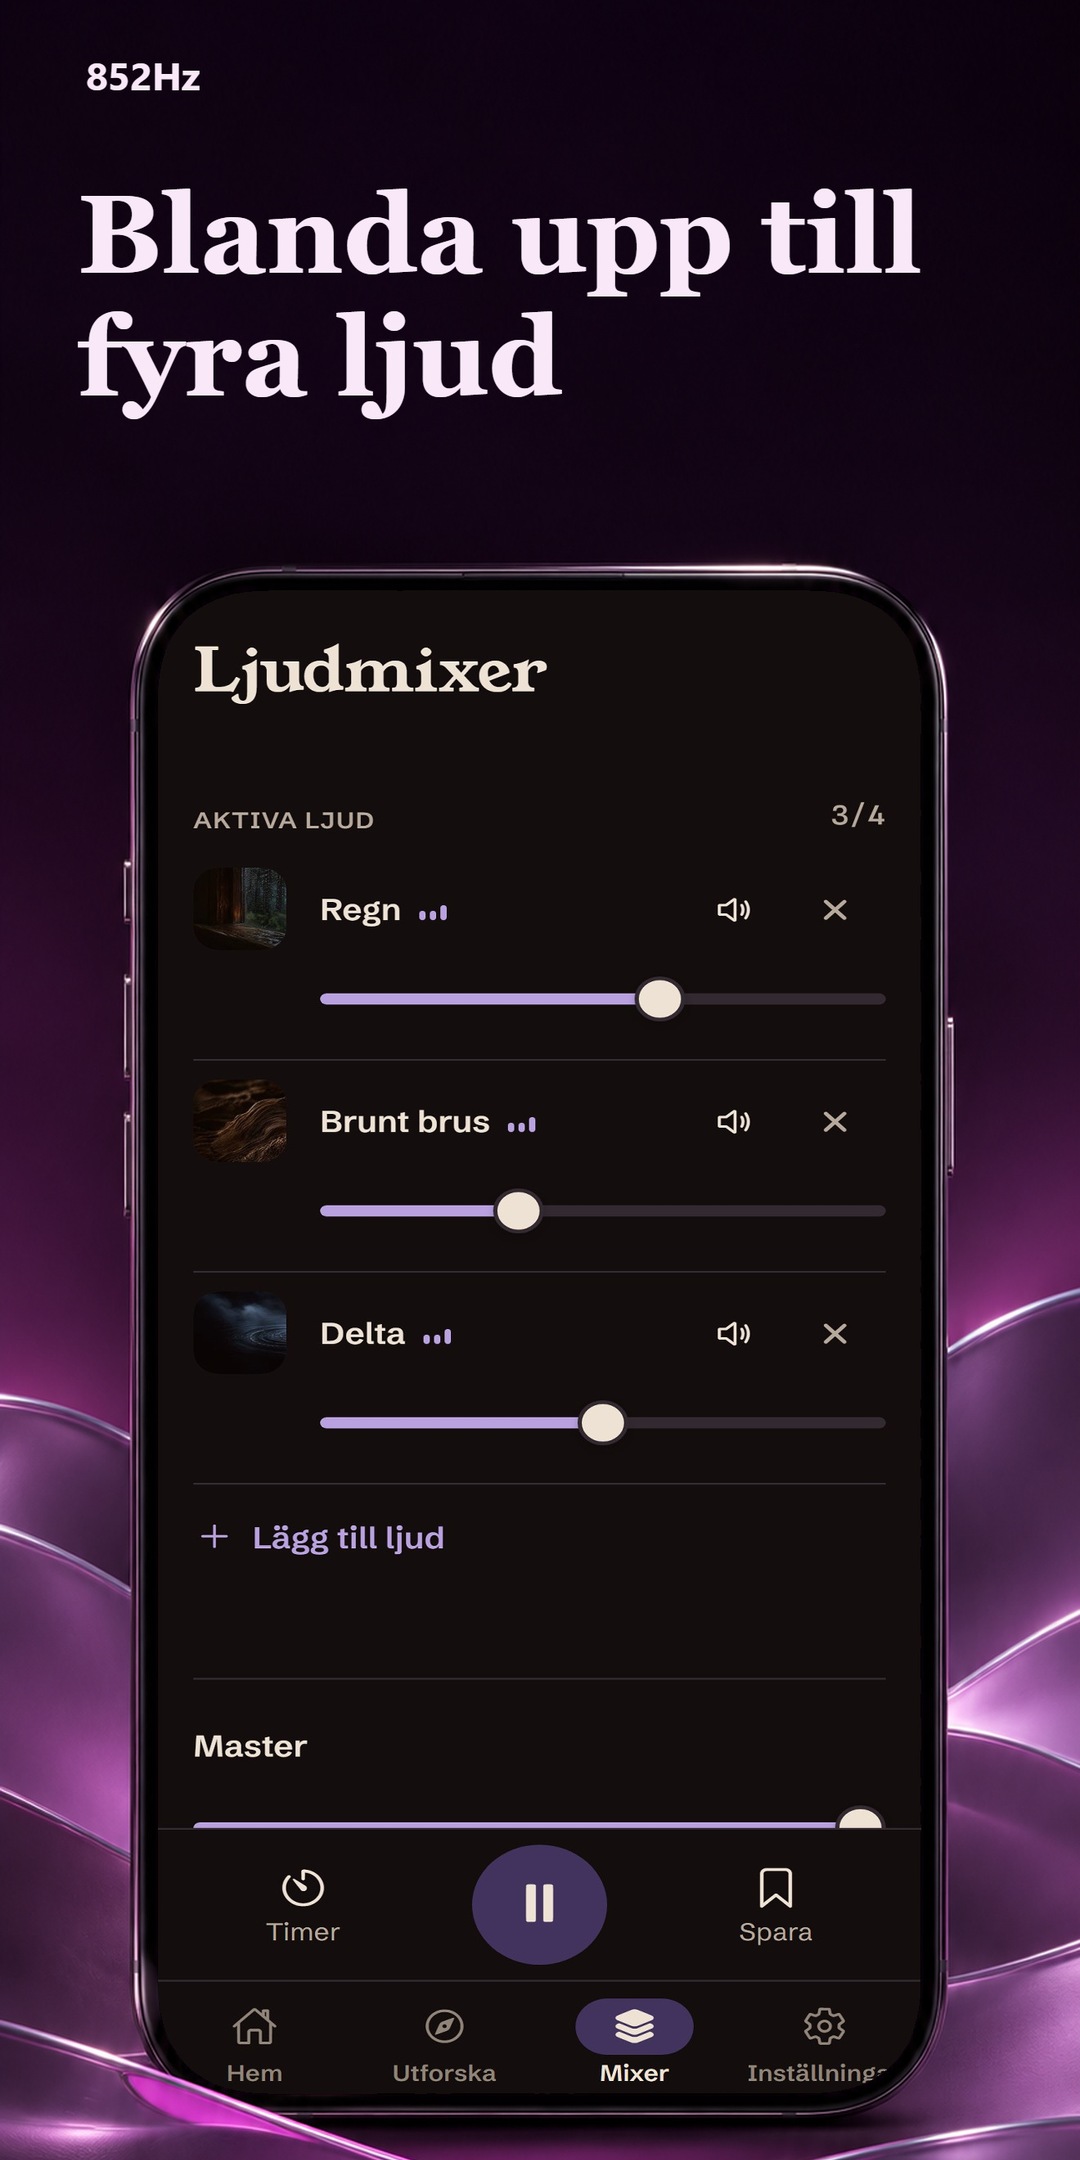 852Hz
Blanda upp till
fyra ljud
Ljudmixer
AKTIVA LJUD 3/4
Regn
Brunt brus
Delta
+ Lägg till ljud
Master
Timer Spara
Hem Utforska Mixer Inställninga